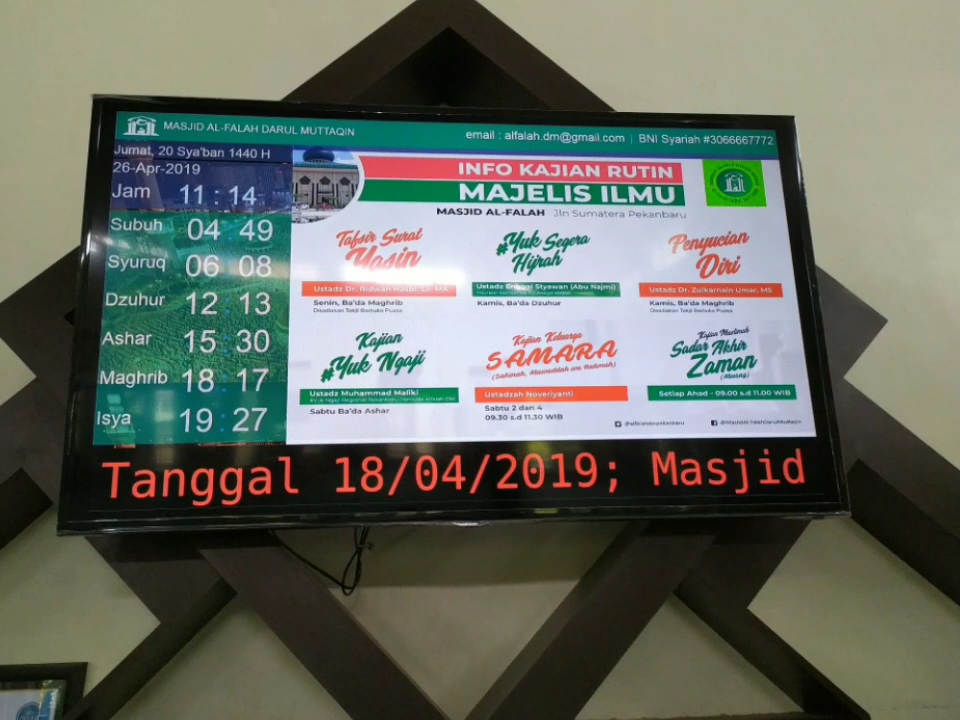 MASJID AL-FALAH DARUL MUTTAQIN
email : alfalah.dm@gmail.com | BNI Syariah #3066667772
Jumat, 20 Sya'ban 1440 H
26-Apr-2019
Jam 11 : 14
Subuh 04 : 49
Syuruq 06 : 08
Dzuhur 12 : 13
Ashar 15 : 30
Maghrib 18 : 17
Isya 19 : 27
INFO KAJIAN RUTIN
MAJELIS ILMU
MASJID AL-FALAH Jln Sumatera Pekanbaru
Tafsir Surat
Yasin
Ustadz Dr. Ridwan Hasbi, Lc, MA
Senin, Ba'da Maghrib
Disediakan Takjil Berbuka Puasa
#Yuk Segera
Hijrah
Styawan (Abu Najmi)
Kamis, Ba'da Dzuhur
Penyucian
Diri
Ustadz Dr. Zulkarnain Umar, MS
Kamis, Ba'da Maghrib
Disediakan Takjil Berbuka Puasa
Kajian
#Yuk Ngaji
Ustadz Muhammad Maliki
Sabtu Ba'da Ashar
Kajian Keluarga
SAMARA
(Sakinah, Mawaddah wa Rahmah)
Ustadzah Noveriyanti
Sabtu 2 dan 4
09.30 s.d 11.30 WIB
Kajian Muslimah
Sadar Akhir
Zaman
Setiap Ahad - 09.00 s.d 11.00 WIB
Tanggal 18/04/2019; Masjid